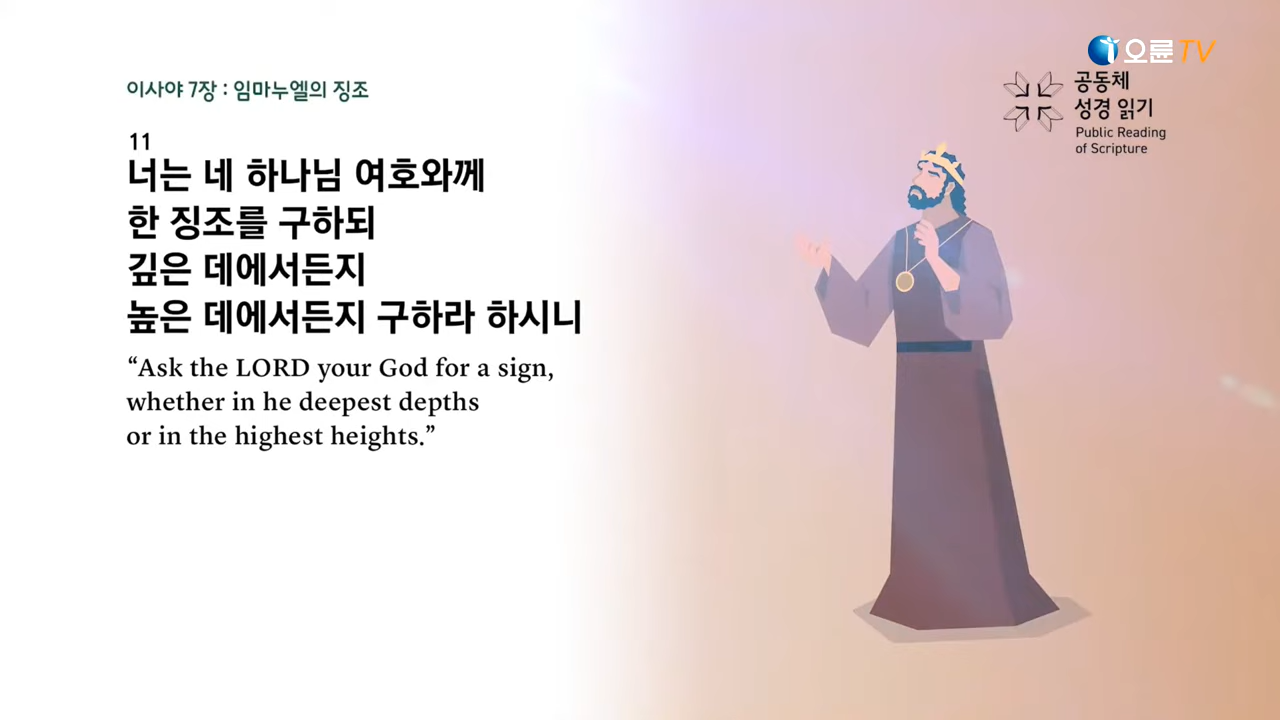 오륜TV
이사야 7장 : 임마누엘의 징조
공동체
성경 읽기
Public Reading
of Scripture
11
너는 네 하나님 여호와께
한 징조를 구하되
깊은 데에서든지
높은 데에서든지 구하라 하시니
“Ask the LORD your God for a sign,
whether in he deepest depths
or in the highest heights.”